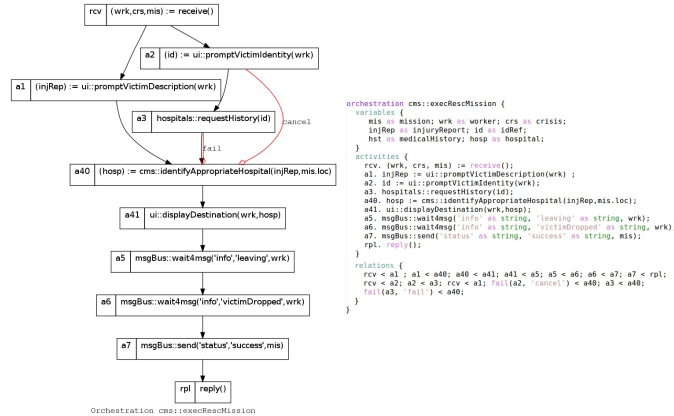 rcv (wrk,crs,mis) := receive()
a2 (id) := ui::promptVictimIdentity(wrk)
a1 (injRep) := ui::promptVictimDescription(wrk)
a3 hospitals::requestHistory(id)
cancel
fail
a40 (hosp) := cms::identifyAppropriateHospital(injRep,mis.loc)
a41 ui::displayDestination(wrk,hosp)
a5 msgBus::wait4msg('info','leaving',wrk)
a6 msgBus::wait4msg('info','victimDropped',wrk)
a7 msgBus::send('status','success',mis)
rpl reply()
Orchestration cms::execRescMission
orchestration cms::execRescMission {
variables {
mis as mission; wrk as worker; crs as crisis;
injRep as injuryReport; id as idRef;
hst as medicalHistory; hosp as hospital;
}
activities {
rcv. (wrk, crs, mis) := receive();
a1. injRep := ui::promptVictimDescription(wrk) ;
a2. id := ui::promptVictimIdentity(wrk);
a3. hospitals::requestHistory(id);
a40. hosp := cms::identifyAppropriateHospital(injRep,mis.loc);
a41. ui::displayDestination(wrk,hosp);
a5. msgBus::wait4msg('info' as string, 'leaving' as string, wrk);
a6. msgBus::wait4msg('info' as string, 'victimDropped' as string, wrk);
a7. msgBus::send('status' as string, 'success' as string, mis);
rpl. reply();
}
relations {
rcv < a1 ; a1 < a40; a40 < a41; a41 < a5; a5 < a6; a6 < a7; a7 < rpl;
rcv < a2; a2 < a3; rcv < a1; fail(a2, 'cancel') < a40; a3 < a40;
fail(a3, 'fail') < a40;
}
}